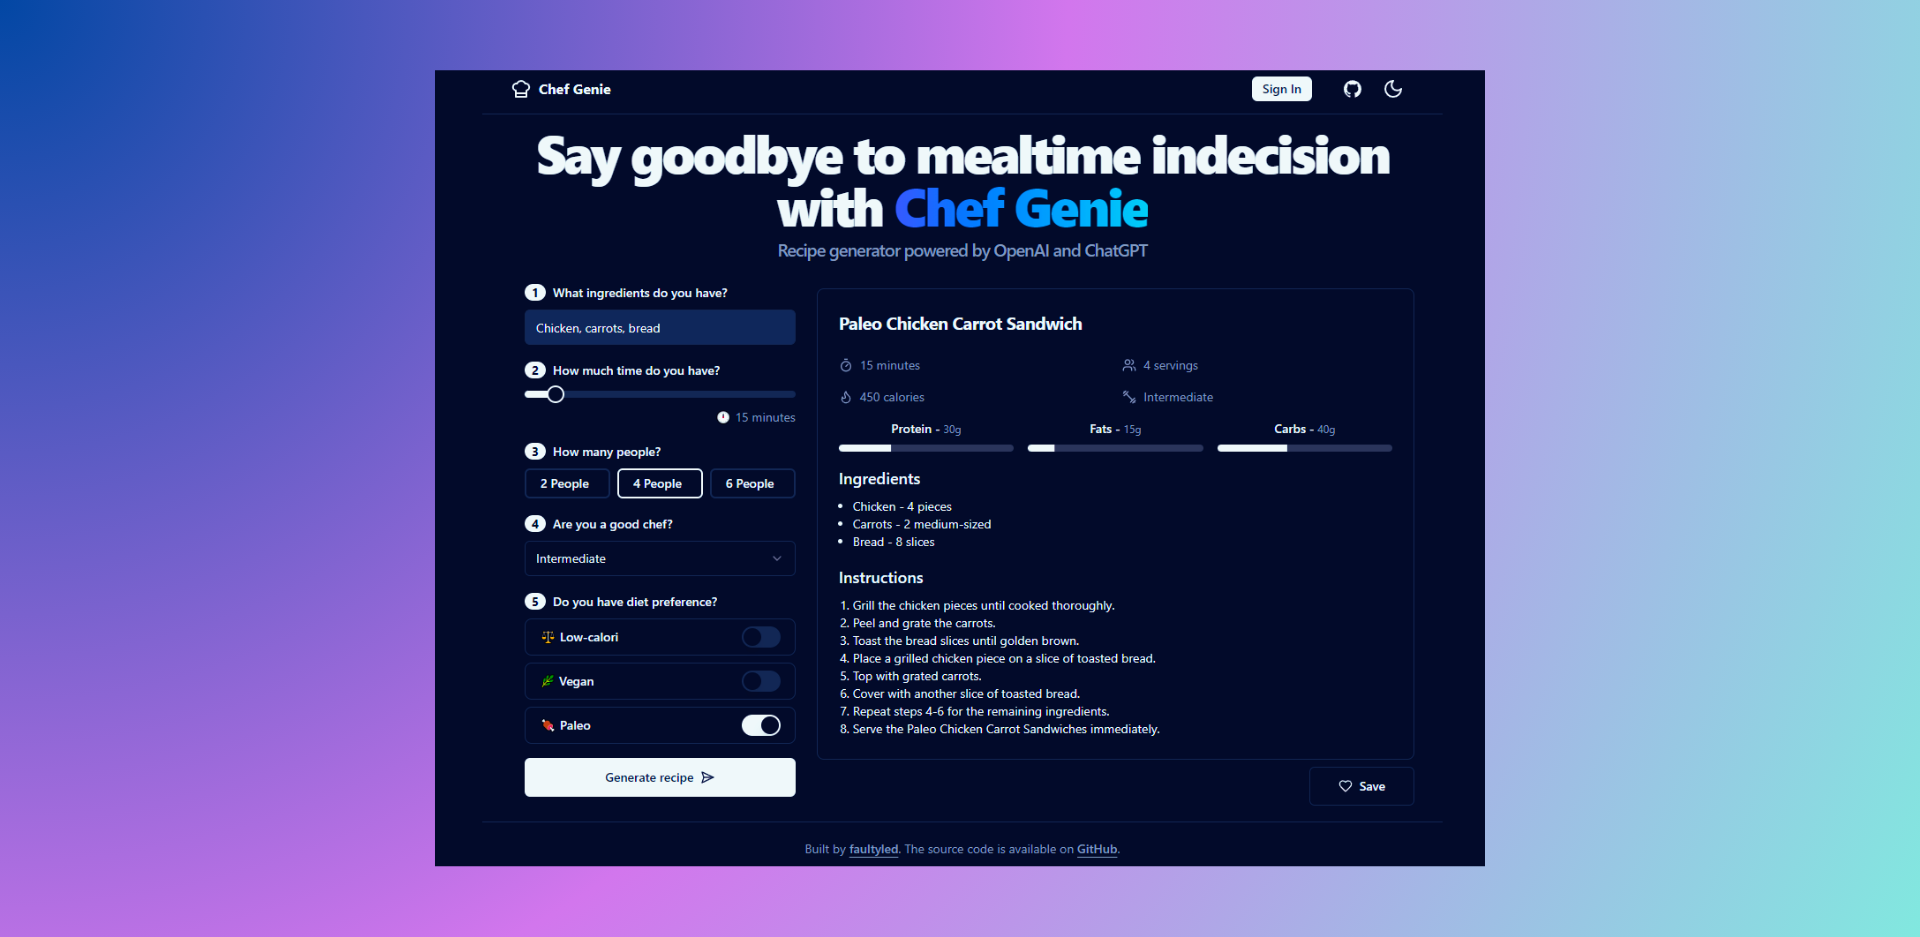 Chef Genie
Sign In
Say goodbye to mealtime indecision
with Chef Genie
Recipe generator powered by OpenAI and ChatGPT
1 What ingredients do you have?
Chicken, carrots, bread
2 How much time do you have?
15 minutes
3 How many people?
2 People 4 People 6 People
4 Are you a good chef?
Intermediate
5 Do you have diet preference?
Low-calori
Vegan
Paleo
Generate recipe
Paleo Chicken Carrot Sandwich
15 minutes 4 servings
450 calories Intermediate
Protein - 30g Fats - 15g Carbs - 40g
Ingredients
• Chicken - 4 pieces
• Carrots - 2 medium-sized
• Bread - 8 slices
Instructions
1. Grill the chicken pieces until cooked thoroughly.
2. Peel and grate the carrots.
3. Toast the bread slices until golden brown.
4. Place a grilled chicken piece on a slice of toasted bread.
5. Top with grated carrots.
6. Cover with another slice of toasted bread.
7. Repeat steps 4-6 for the remaining ingredients.
8. Serve the Paleo Chicken Carrot Sandwiches immediately.
Save
Built by faultyled. The source code is available on GitHub.